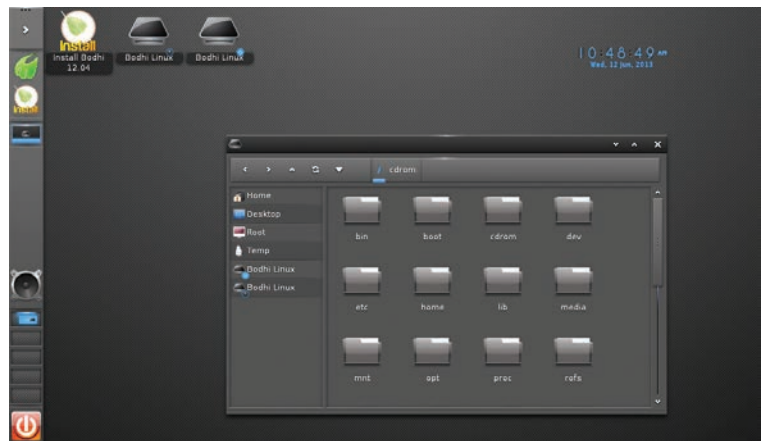 Install
Install Bodhi
12.04
Bodhi Linux
Bodhi Linux
10:48:49 AM
Wed, 12 Jun, 2013
Install
/ cdrom
Home
Desktop
Root
Temp
Bodhi Linux
Bodhi Linux
bin
boot
cdrom
dev
etc
home
lib
media
mnt
opt
proc
rofs